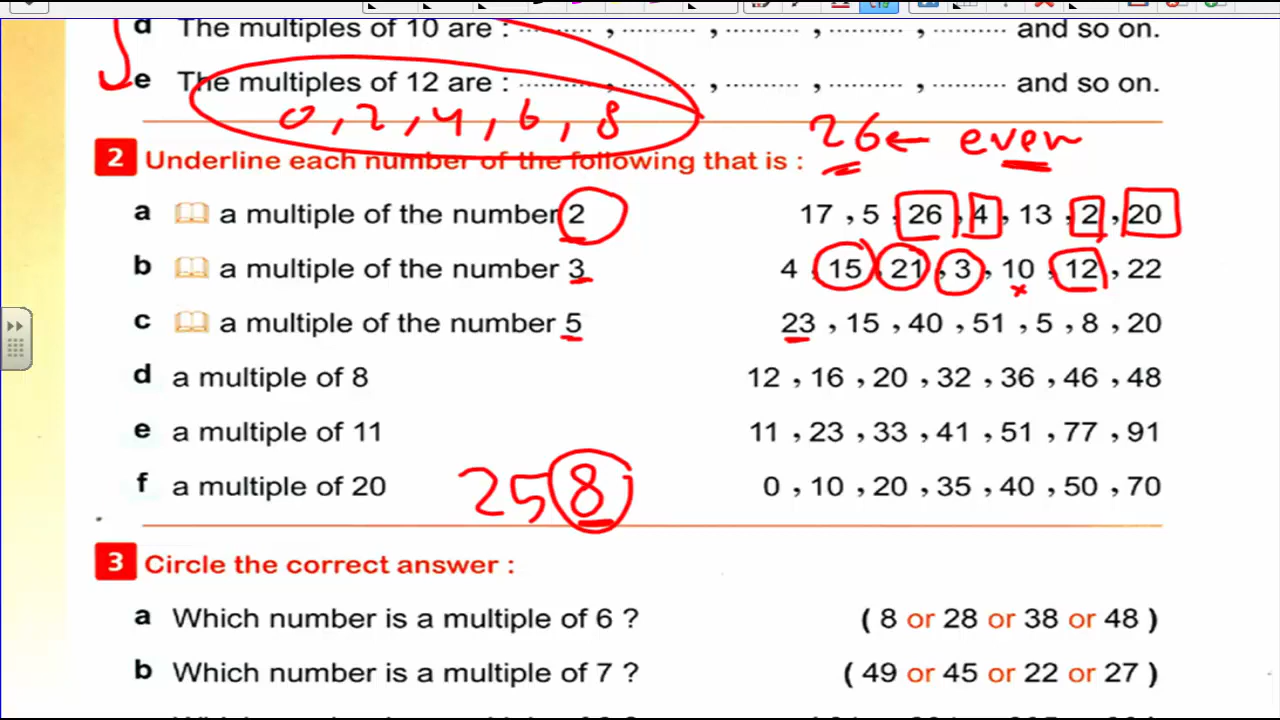 d The multiples of 10 are : ........... , ........... , ........... , ........... , ........... and so on.
e The multiples of 12 are : ........... , ........... , ........... , ........... , ........... and so on.
0 , 2 , 4 , 6 , 8
26 ← even
2 Underline each number of the following that is :
a a multiple of the number 2 17 , 5 , 26 , 4 , 13 , 2 , 20
b a multiple of the number 3 4 , 15 , 21 , 3 , 10 , 12 , 22
c a multiple of the number 5 23 , 15 , 40 , 51 , 5 , 8 , 20
d a multiple of 8 12 , 16 , 20 , 32 , 36 , 46 , 48
e a multiple of 11 11 , 23 , 33 , 41 , 51 , 77 , 91
f a multiple of 20 0 , 10 , 20 , 35 , 40 , 50 , 70
258
3 Circle the correct answer :
a Which number is a multiple of 6 ? ( 8 or 28 or 38 or 48 )
b Which number is a multiple of 7 ? ( 49 or 45 or 22 or 27 )